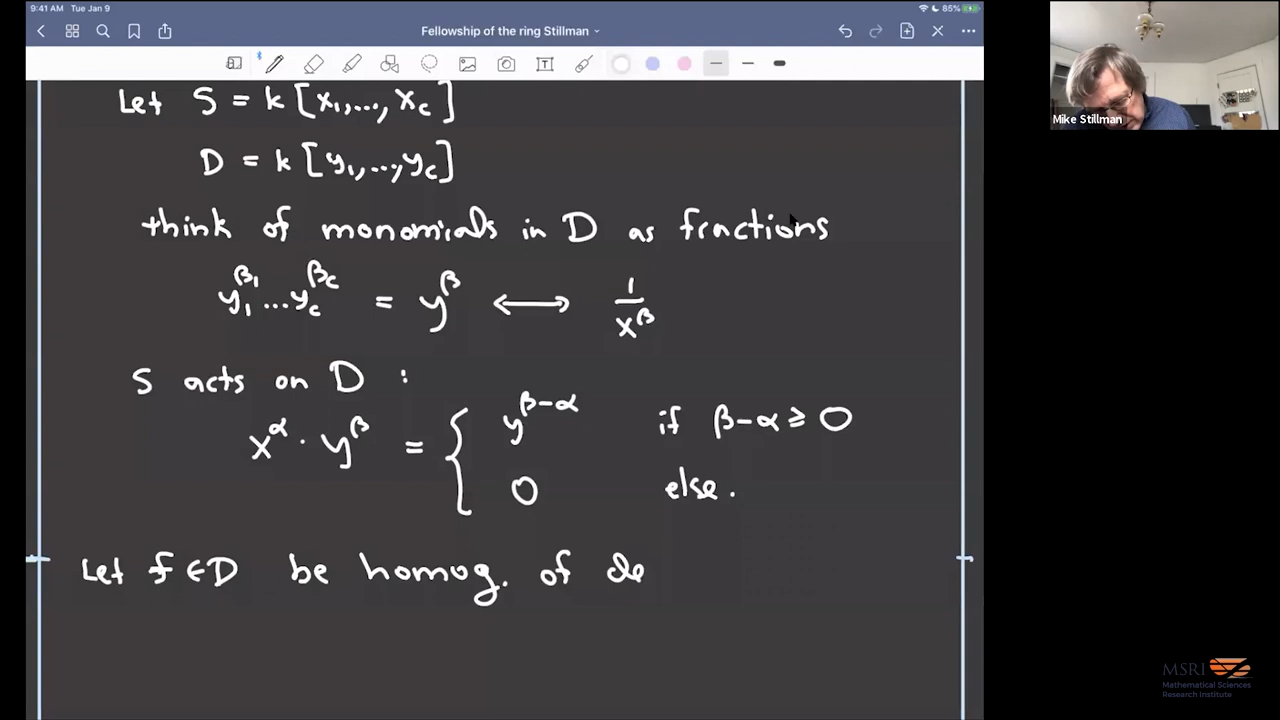 9:41 AM Tue Jan 9
85%
Fellowship of the ring Stillman
Let S = k[x₁,...,x_c]
D = k[y₁,...,y_c]
think of monomials in D as fractions
y₁^β₁...y_c^β_c = y^β ⟷ 1/x^β
S acts on D :
x^α · y^β = { y^(β-α) if β-α ≥ 0
0 else.
Let f ∈ D be homog. of de
Mike Stillman
MSRI
Mathematical Sciences
Research Institute